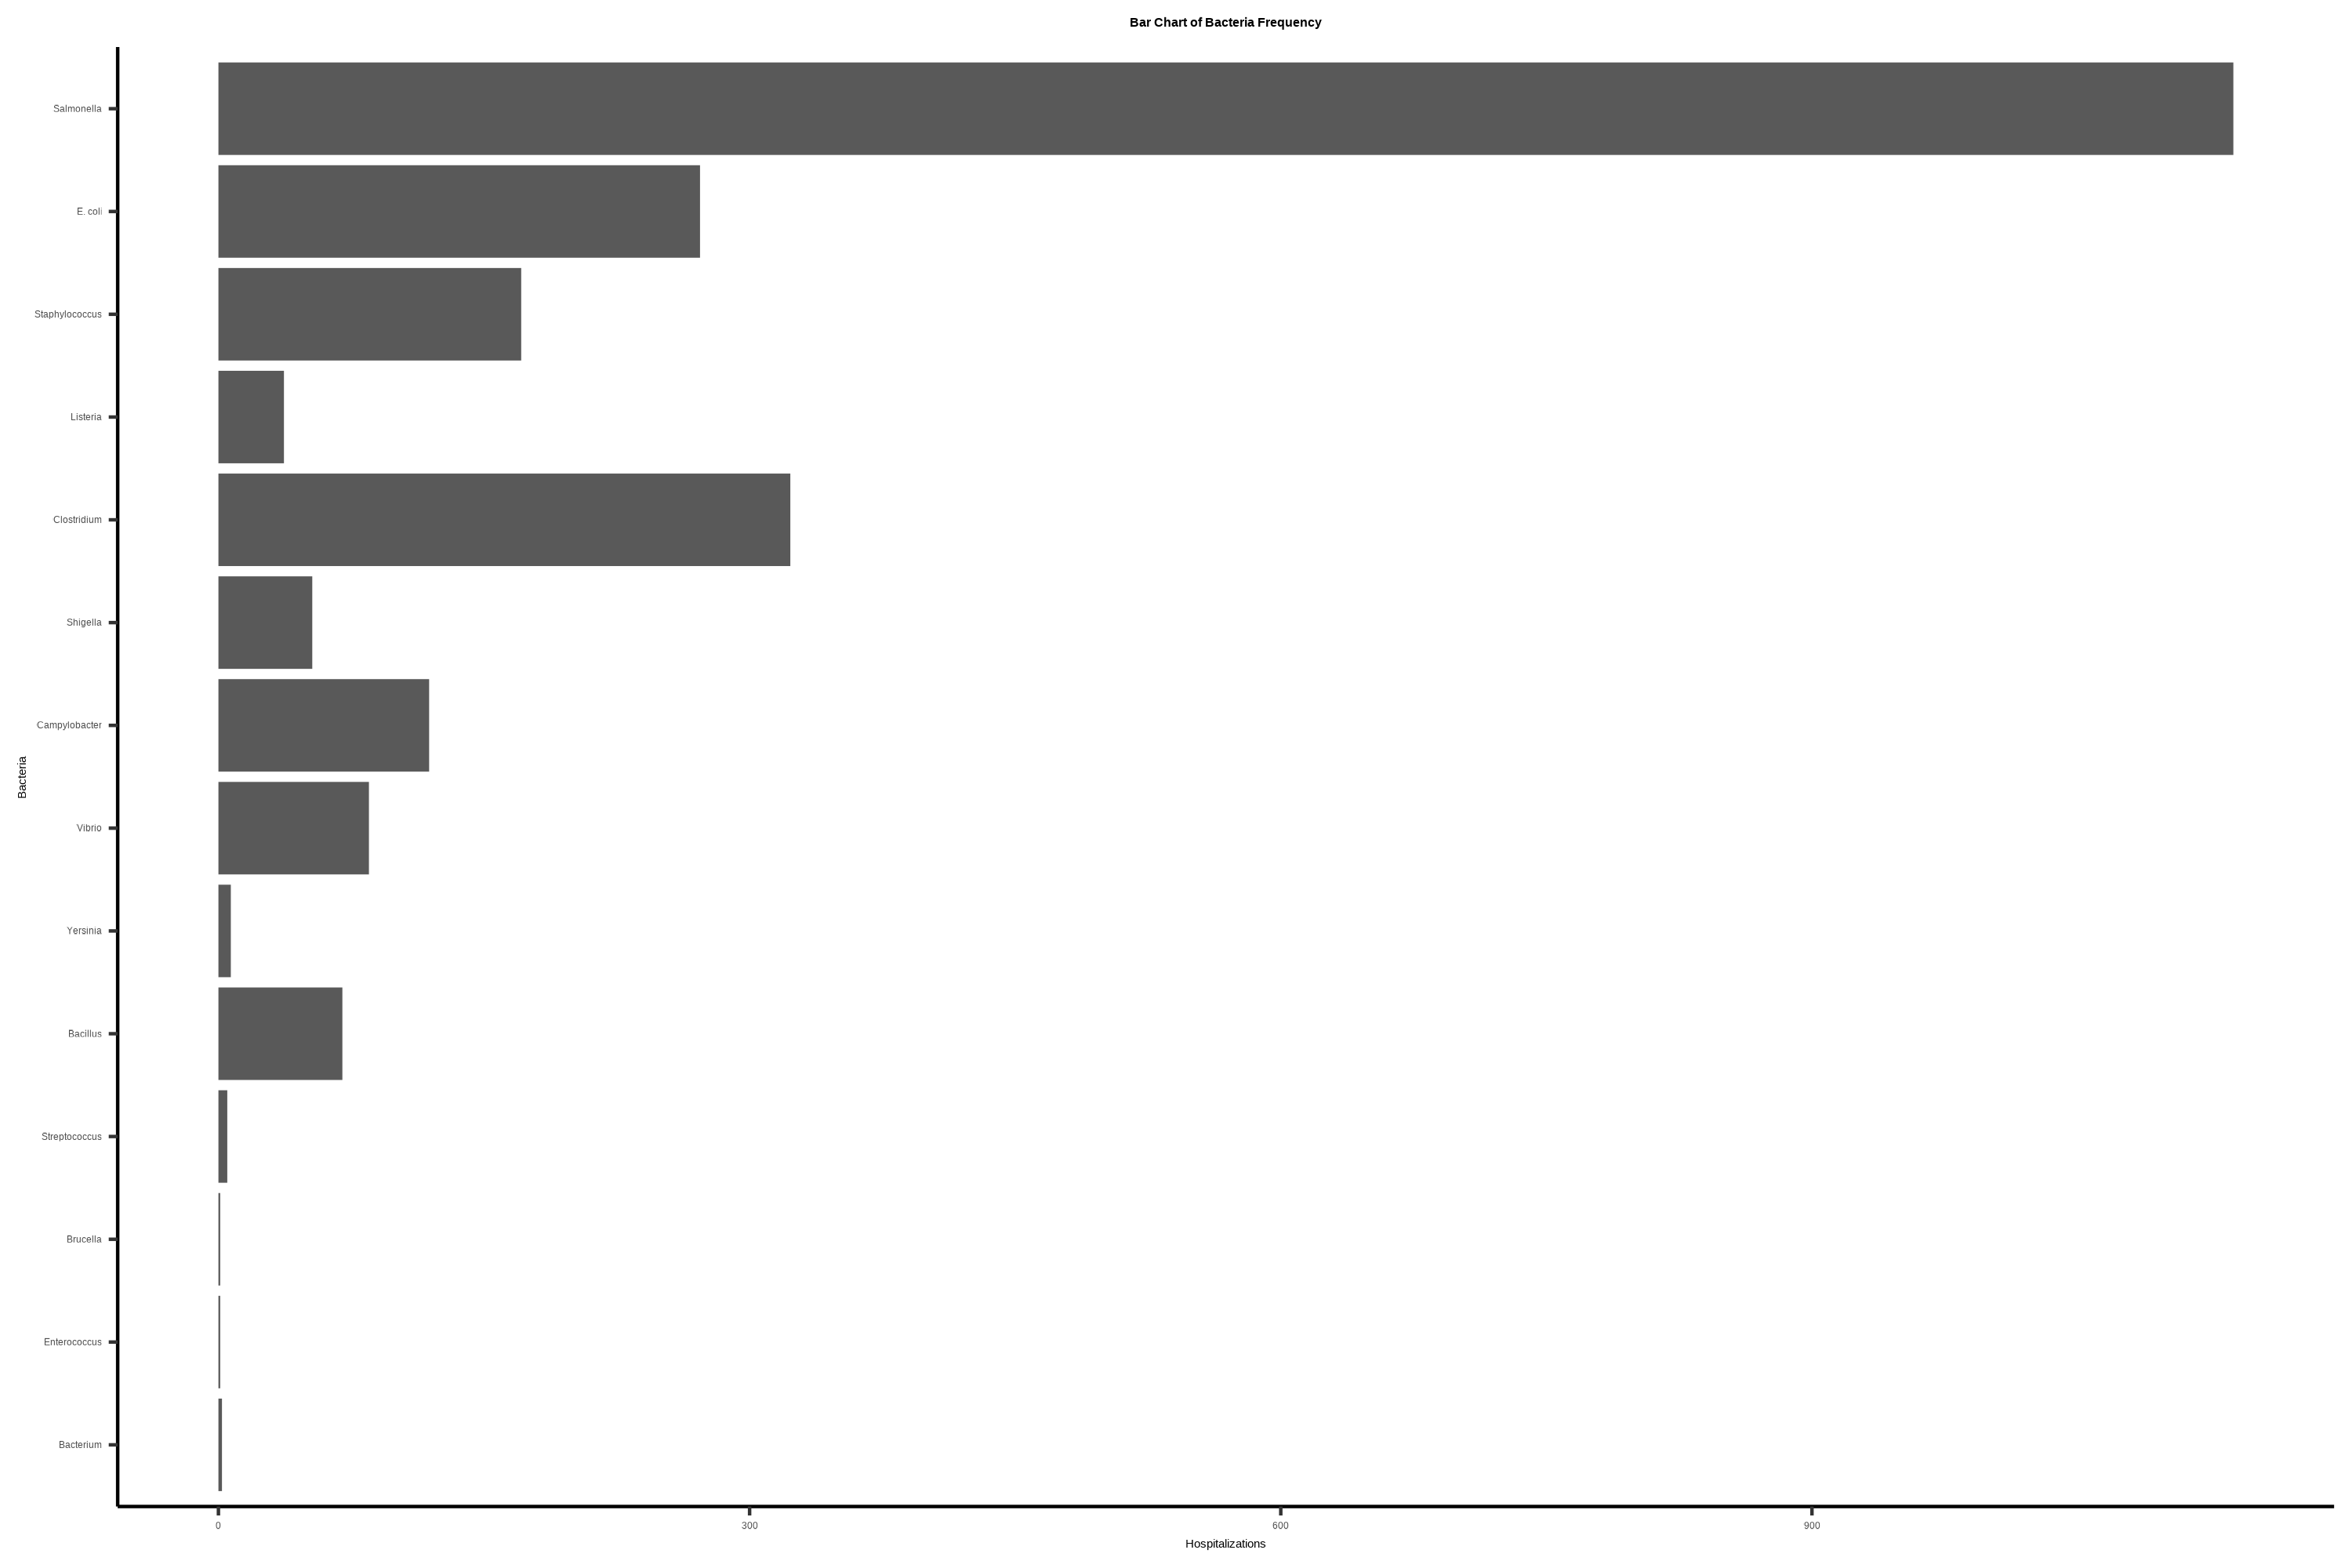 Bar Chart of Bacteria Frequency
Salmonella
E. coli
Staphylococcus
Listeria
Clostridium
Shigella
Campylobacter
Bacteria
Vibrio
Yersinia
Bacillus
Streptococcus
Brucella
Enterococcus
Bacterium
0 300 600 900
Hospitalizations